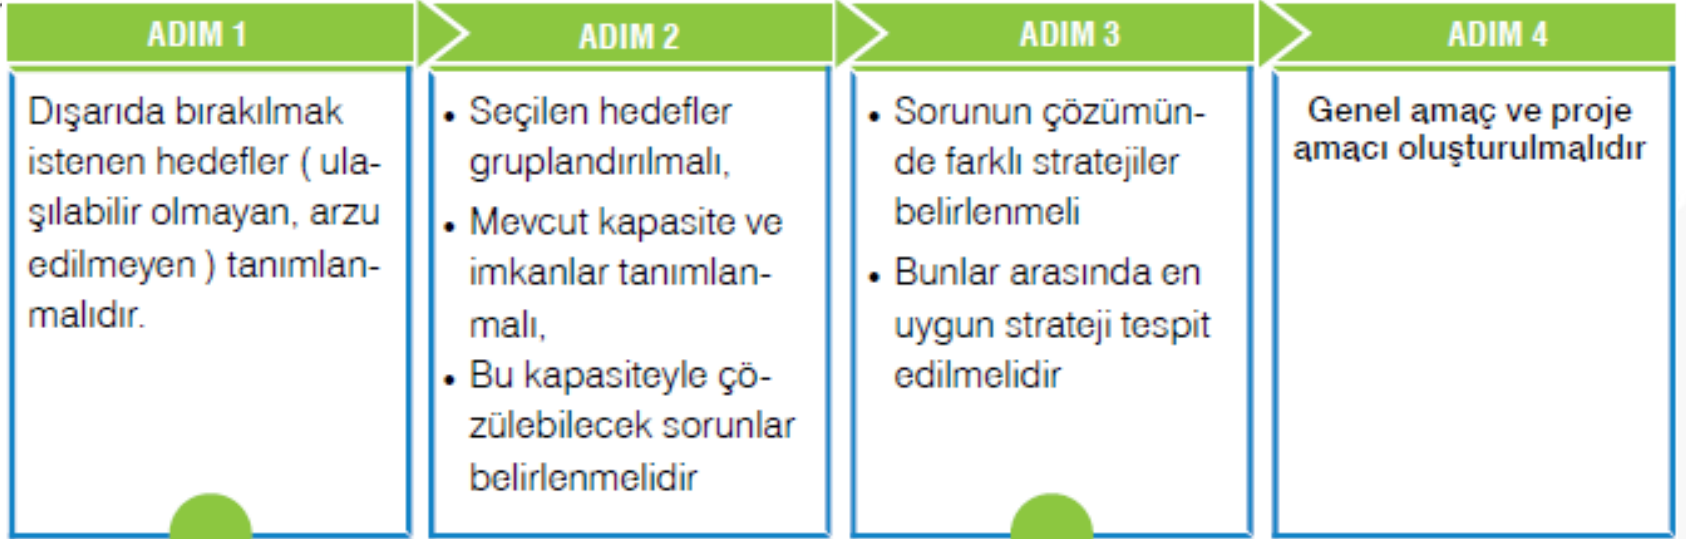 ADIM 1
Dışarıda bırakılmak
istenen hedefler ( ula-
şılabilir olmayan, arzu
edilmeyen ) tanımlan-
malıdır.
ADIM 2
• Seçilen hedefler
gruplandırılmalı,
• Mevcut kapasite ve
imkanlar tanımlan-
malı,
• Bu kapasiteyle çö-
zülebilecek sorunlar
belirlenmelidir
ADIM 3
• Sorunun çözümün-
de farklı stratejiler
belirlenmeli
• Bunlar arasında en
uygun strateji tespit
edilmelidir
ADIM 4
Genel amaç ve proje
amacı oluşturulmalıdır